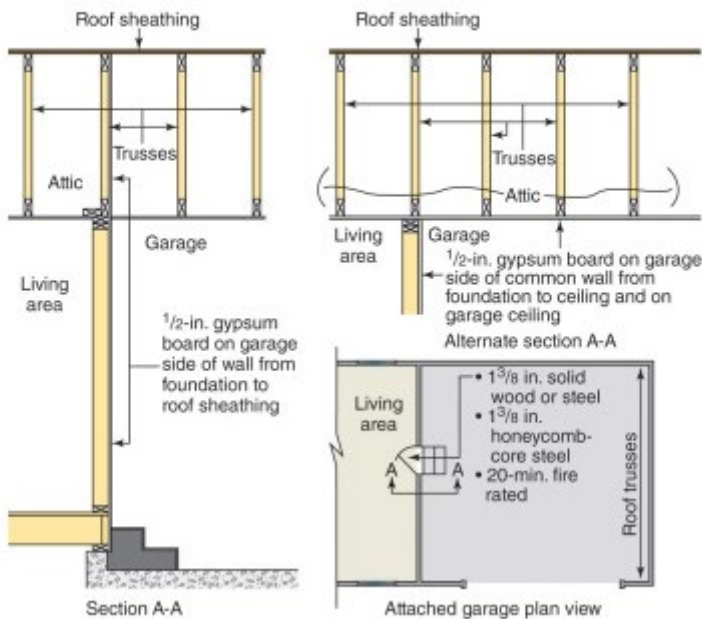 Roof sheathing
Trusses
Attic
Garage
Living
area
1/2-in. gypsum
board on garage
side of wall from
foundation to
roof sheathing
Section A-A
Roof sheathing
Trusses
Attic
Living
area
Garage
1/2-in. gypsum board on garage
side of common wall from
foundation to ceiling and on
garage ceiling
Alternate section A-A
Living
area
A A
• 1 3/8 in. solid
wood or steel
• 1 3/8 in.
honeycomb-
core steel
• 20-min. fire
rated
Roof trusses
Attached garage plan view